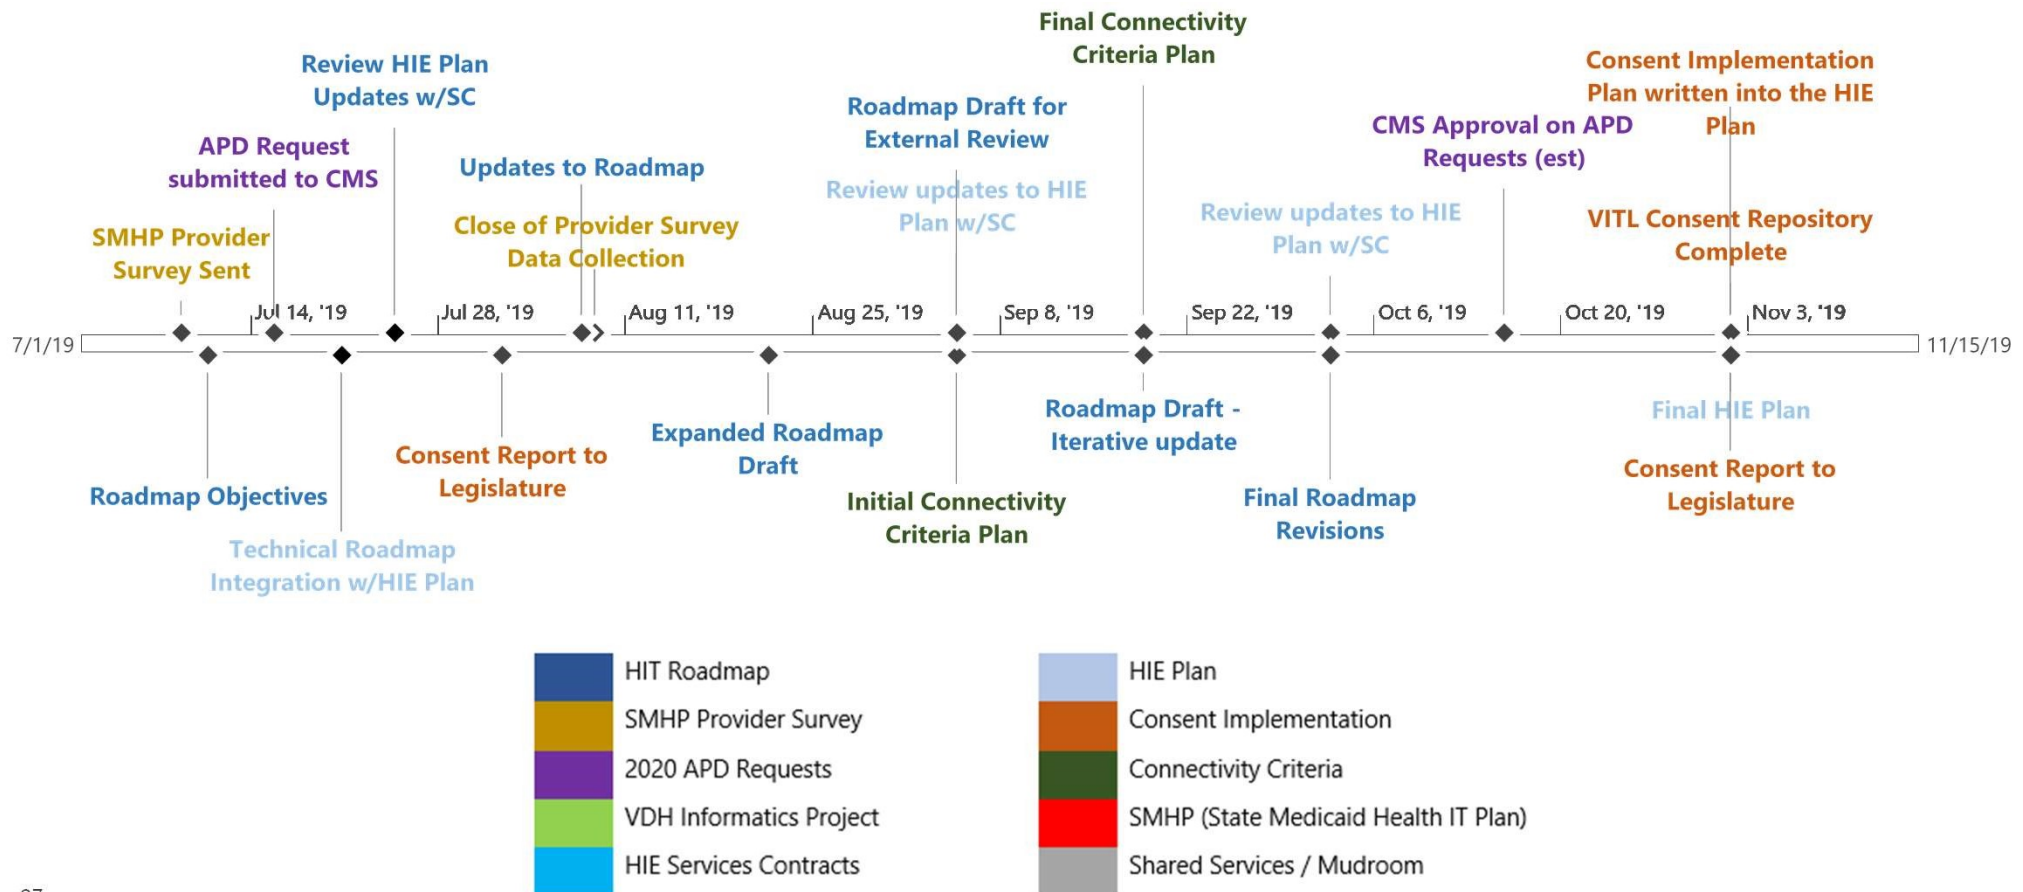 Final Connectivity
Criteria Plan
Review HIE Plan
Updates w/SC
Consent Implementation
Plan written into the HIE
Plan
Roadmap Draft for
External Review
CMS Approval on APD
Requests (est)
APD Request
submitted to CMS
Updates to Roadmap
Review updates to HIE
Plan w/SC
Review updates to HIE
Plan w/SC
VITL Consent Repository
Complete
Close of Provider Survey
Data Collection
SMHP Provider
Survey Sent
Jul 14, '19
Jul 28, '19
Aug 11, '19
Aug 25, '19
Sep 8, '19
Sep 22, '19
Oct 6, '19
Oct 20, '19
Nov 3, '19
7/1/19
11/15/19
Roadmap Objectives
Technical Roadmap
Integration w/HIE Plan
Consent Report to
Legislature
Expanded Roadmap
Draft
Initial Connectivity
Criteria Plan
Roadmap Draft -
Iterative update
Final Roadmap
Revisions
Final HIE Plan
Consent Report to
Legislature
HIT Roadmap
SMHP Provider Survey
2020 APD Requests
VDH Informatics Project
HIE Services Contracts
HIE Plan
Consent Implementation
Connectivity Criteria
SMHP (State Medicaid Health IT Plan)
Shared Services / Mudroom